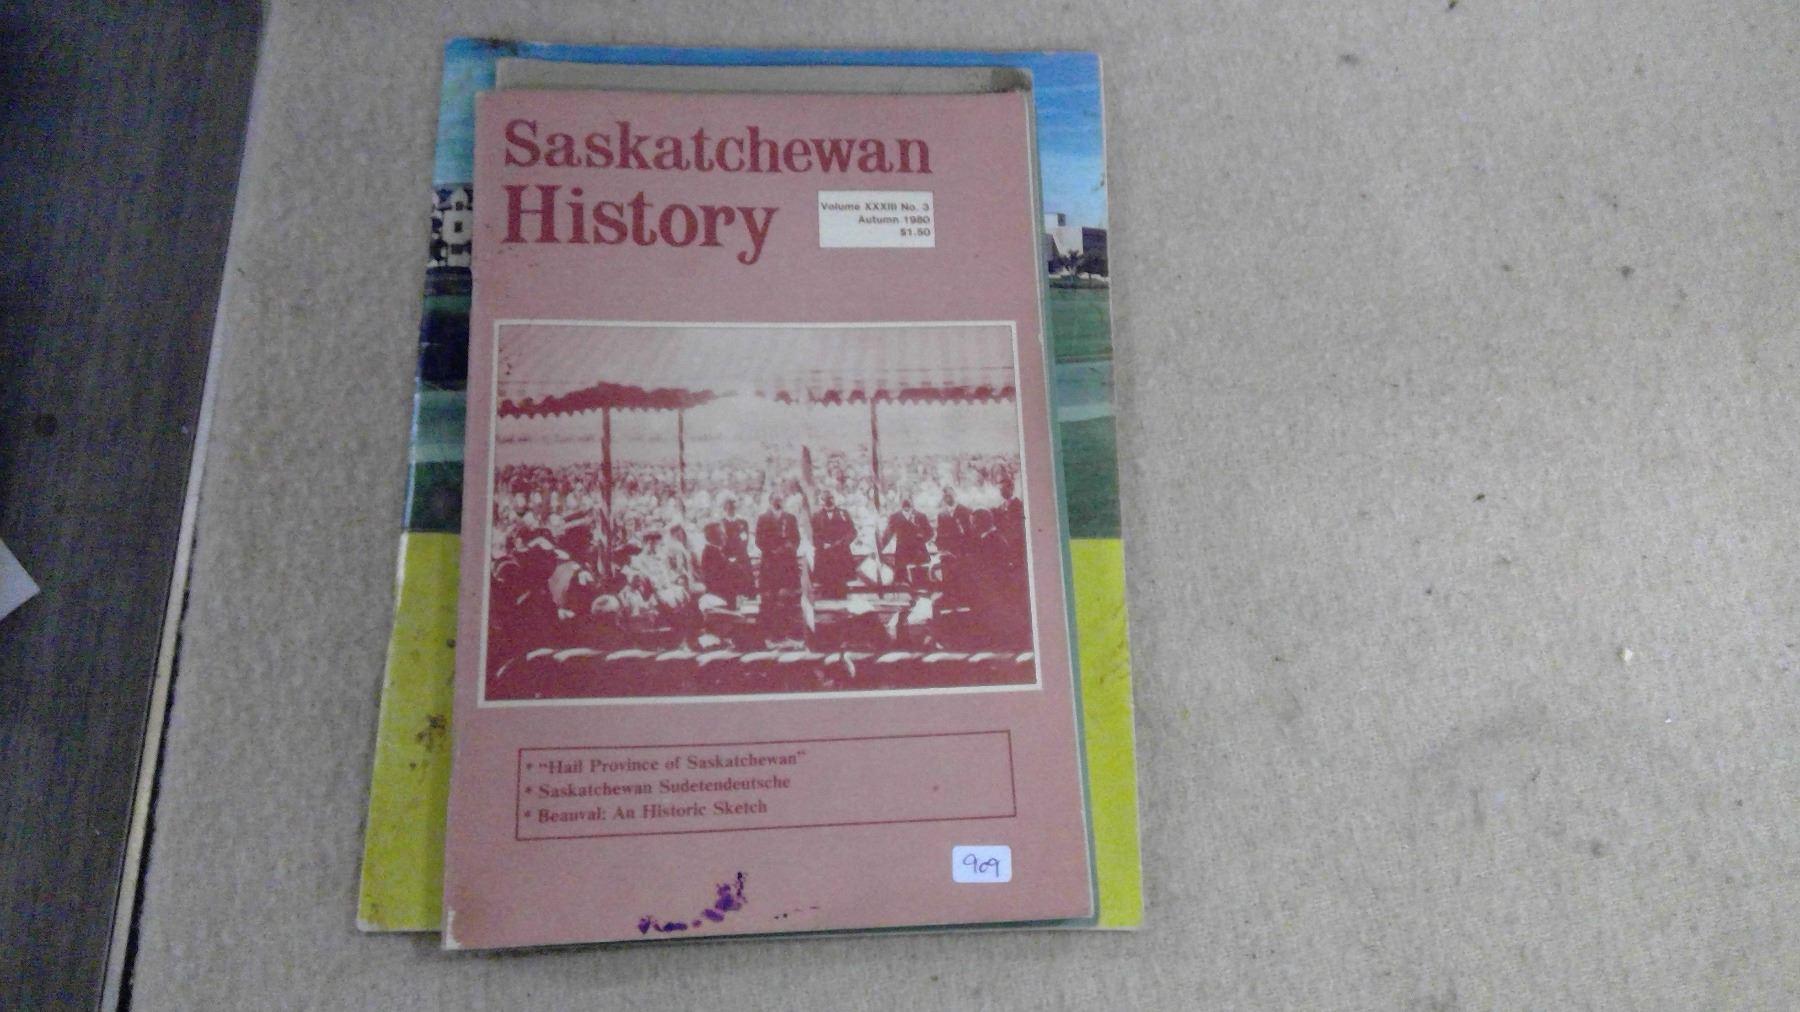 Saskatchewan
History
Volume XXXIII No. 3
Autumn 1980
$1.50
* "Hail Province of Saskatchewan"
* Saskatchewan Sudetendeutsche
* Beauval: An Historic Sketch
909